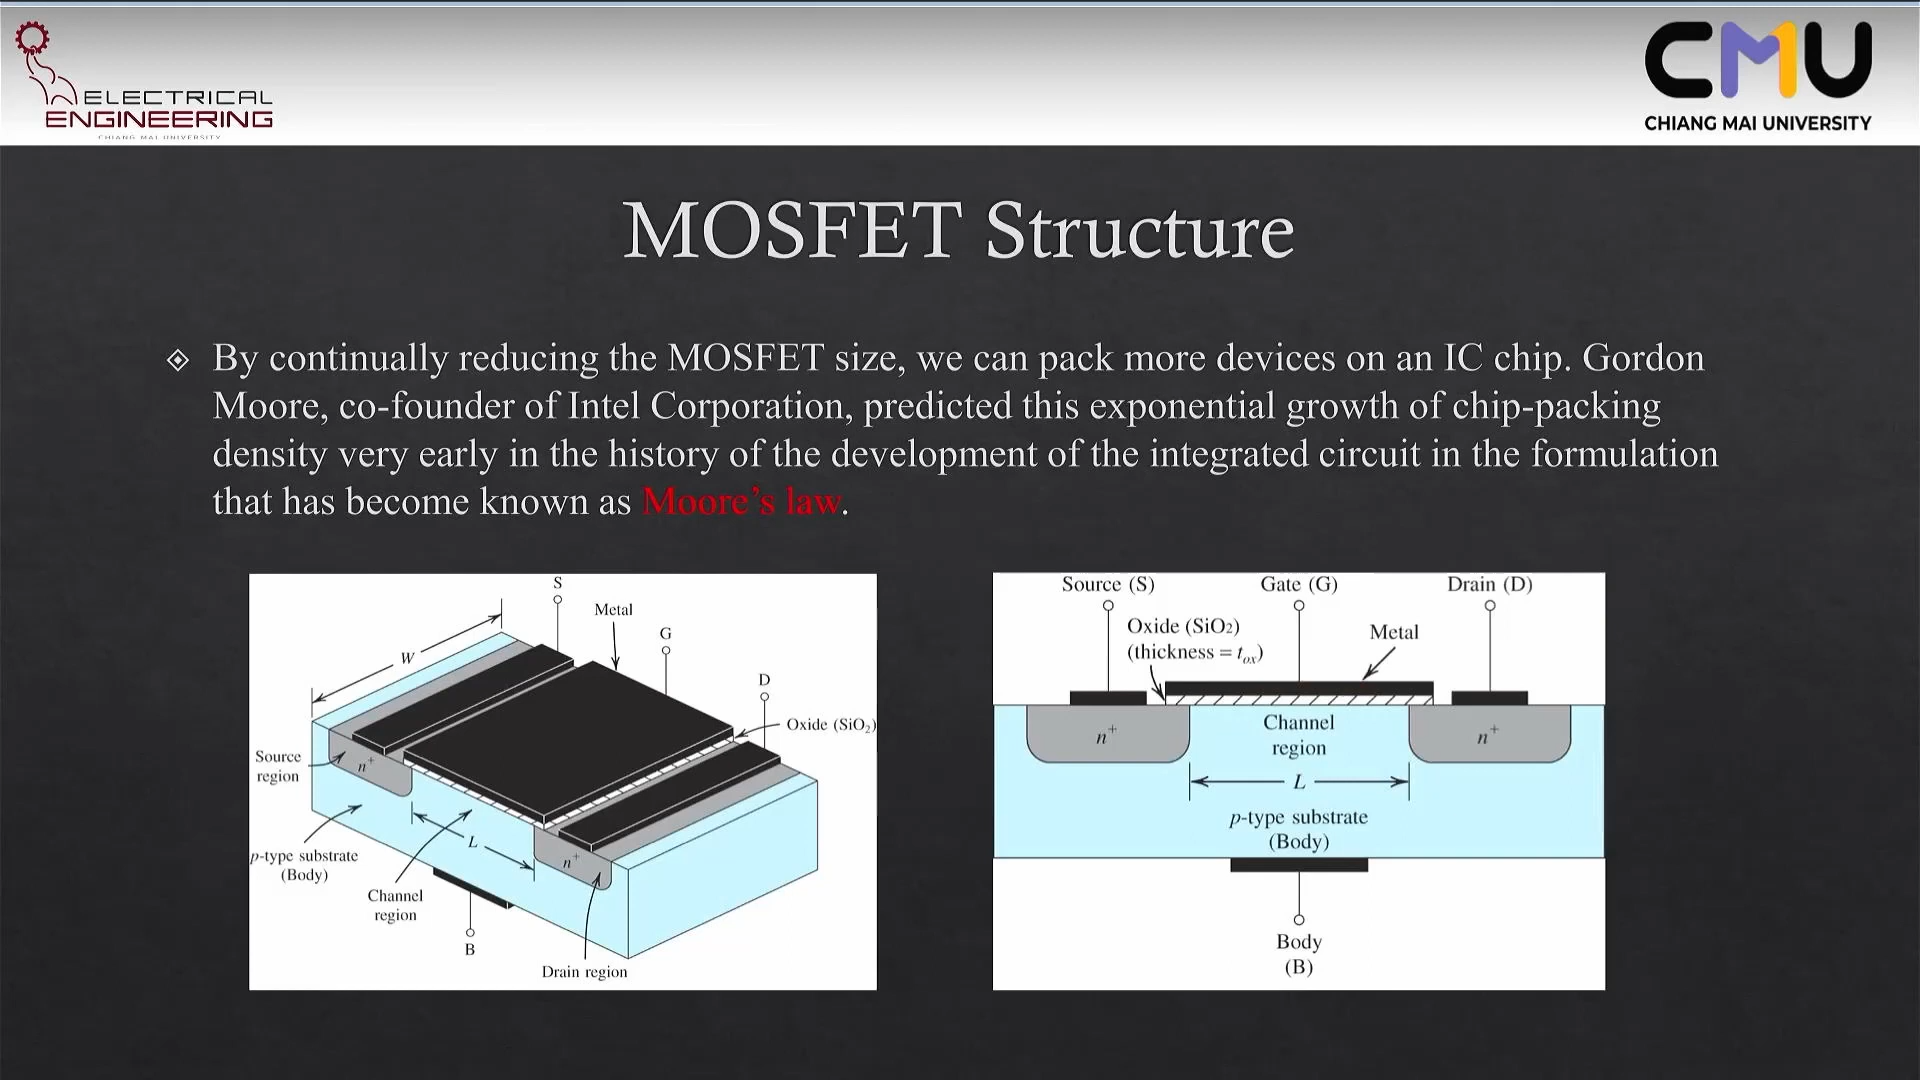 ELECTRICAL
ENGINEERING
CHIANG MAI UNIVERSITY
CMU
CHIANG MAI UNIVERSITY
MOSFET Structure
By continually reducing the MOSFET size, we can pack more devices on an IC chip. Gordon
Moore, co-founder of Intel Corporation, predicted this exponential growth of chip-packing
density very early in the history of the development of the integrated circuit in the formulation
that has become known as Moore's law.
S
Metal
G
W
D
Oxide (SiO₂)
Source
region
n⁺
L
n⁺
p-type substrate
(Body)
Channel
region
B
Drain region
Source (S)
Gate (G)
Drain (D)
Oxide (SiO₂)
(thickness = tₒₓ)
Metal
n⁺
Channel
region
n⁺
L
p-type substrate
(Body)
Body
(B)